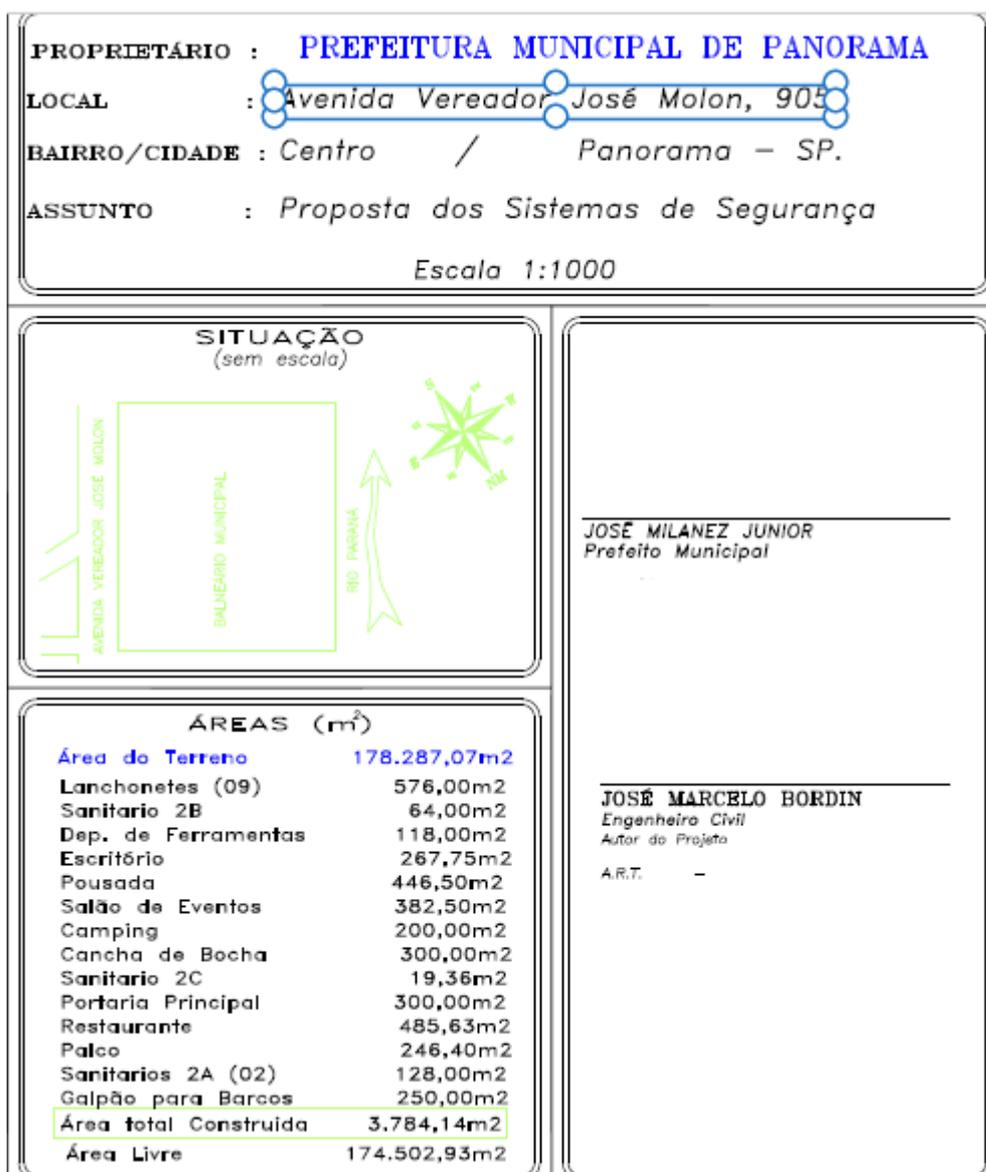 PROPRIETÁRIO : PREFEITURA MUNICIPAL DE PANORAMA
LOCAL : Avenida Vereador José Molon, 905
BAIRRO/CIDADE : Centro / Panorama – SP.
ASSUNTO : Proposta dos Sistemas de Segurança
Escala 1:1000
SITUAÇÃO
(sem escala)
AVENIDA VEREADOR JOSÉ MOLON
BALNEÁRIO MUNICIPAL
RIO PARANÁ
NM
ÁREAS (m²)
Área do Terreno 178.287,07m2
Lanchonetes (09) 576,00m2
Sanitario 2B 64,00m2
Dep. de Ferramentas 118,00m2
Escritório 267,75m2
Pousada 446,50m2
Salão de Eventos 382,50m2
Camping 200,00m2
Cancha de Bocha 300,00m2
Sanitario 2C 19,36m2
Portaria Principal 300,00m2
Restaurante 485,63m2
Palco 246,40m2
Sanitarios 2A (02) 128,00m2
Galpão para Barcos 250,00m2
Área total Construida 3.784,14m2
Área Livre 174.502,93m2
JOSÉ MILANEZ JUNIOR
Prefeito Municipal
JOSÉ MARCELO BORDIN
Engenheiro Civil
Autor do Projeto
A.R.T. –